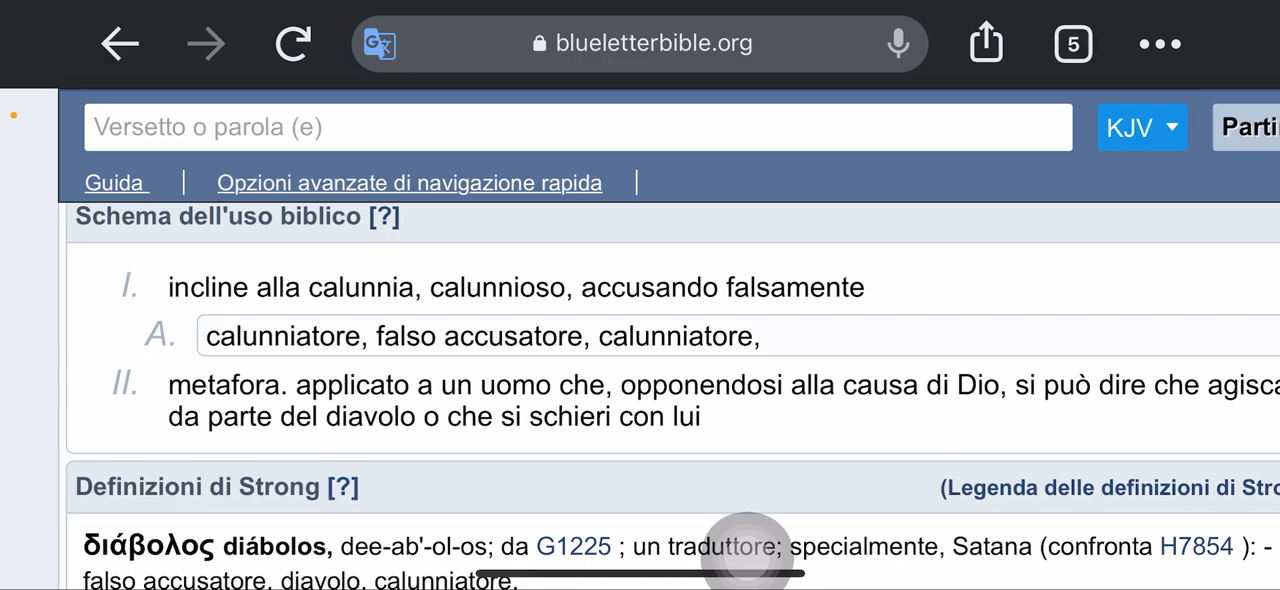 blueletterbible.org
5
Versetto o parola (e)
KJV
Parti
Guida
Opzioni avanzate di navigazione rapida
Schema dell'uso biblico [?]
I. incline alla calunnia, calunnioso, accusando falsamente
A. calunniatore, falso accusatore, calunniatore,
II. metafora. applicato a un uomo che, opponendosi alla causa di Dio, si può dire che agisca
da parte del diavolo o che si schieri con lui
Definizioni di Strong [?]
(Legenda delle definizioni di Stro
διάβολος diábolos, dee-ab'-ol-os; da G1225 ; un traduttore; specialmente, Satana (confronta H7854 ): -
falso accusatore, diavolo, calunniatore.